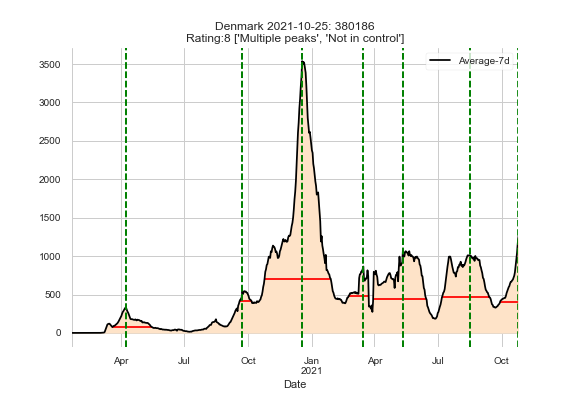 Denmark 2021-10-25: 380186
Rating:8 ['Multiple peaks', 'Not in control']
Average-7d
3500
3000
2500
2000
1500
1000
500
0
Apr Jul Oct Jan Apr Jul Oct
2021
Date